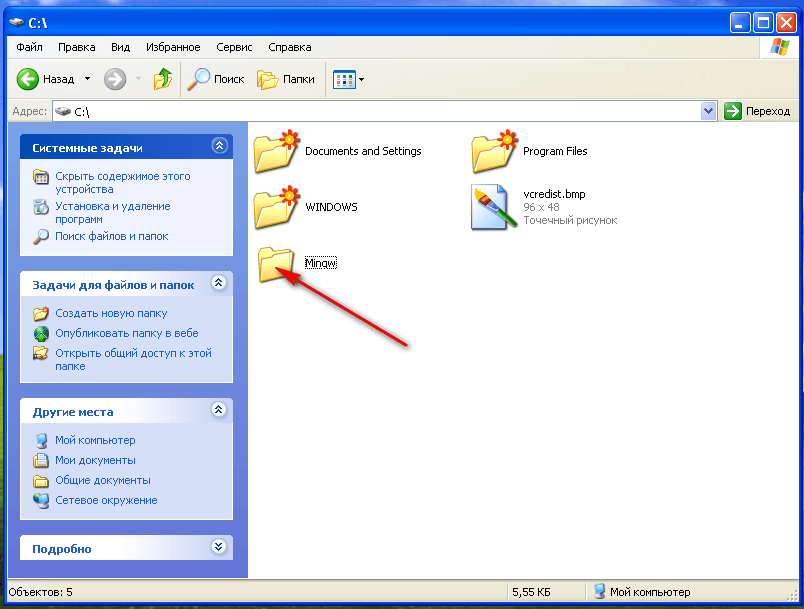 C:\
Файл Правка Вид Избранное Сервис Справка
Назад Поиск Папки
Адрес: C:\ Переход
Системные задачи
Скрыть содержимое этого
устройства
Установка и удаление
программ
Поиск файлов и папок
Задачи для файлов и папок
Создать новую папку
Опубликовать папку в вебе
Открыть общий доступ к этой
папке
Другие места
Мой компьютер
Мои документы
Общие документы
Сетевое окружение
Подробно
Documents and Settings
Program Files
WINDOWS
vcredist.bmp
96 x 48
Точечный рисунок
Mingw
Объектов: 5
5,55 КБ
Мой компьютер